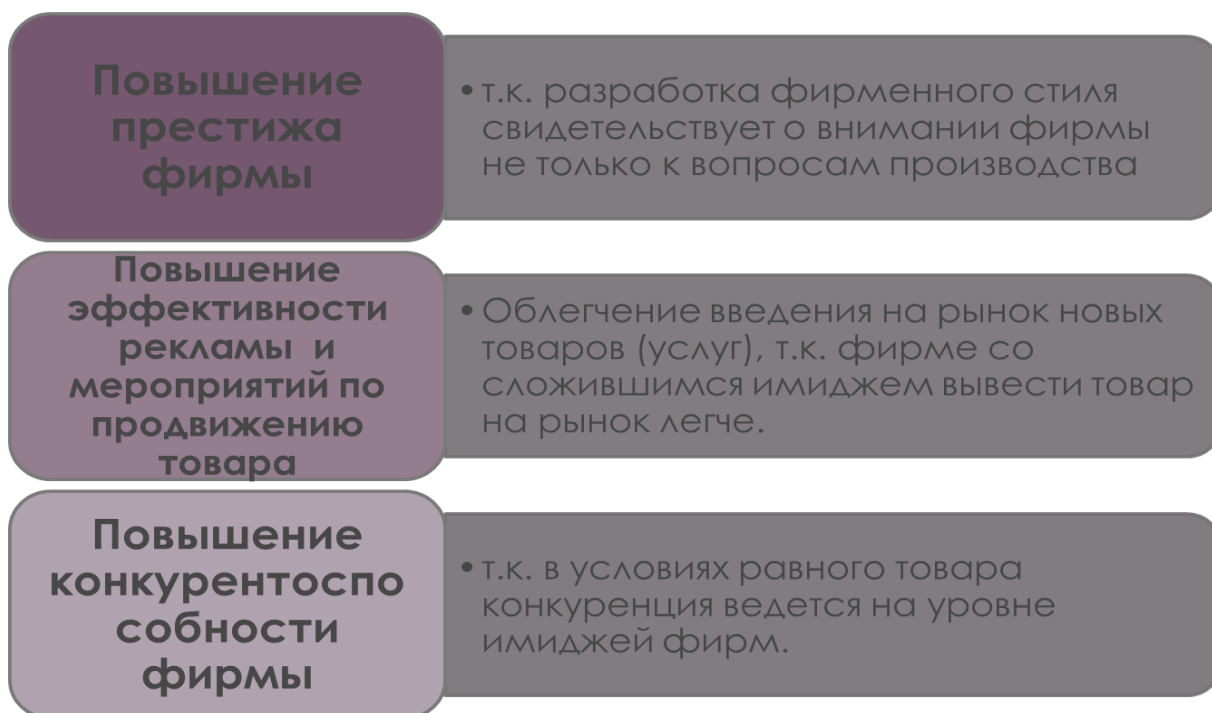 Повышение
престижа
фирмы
• т.к. разработка фирменного стиля
свидетельствует о внимании фирмы
не только к вопросам производства
Повышение
эффективности
рекламы и
мероприятий по
продвижению
товара
• Облегчение введения на рынок новых
товаров (услуг), т.к. фирме со
сложившимся имиджем вывести товар
на рынок легче.
Повышение
конкурентоспо
собности
фирмы
• т.к. в условиях равного товара
конкуренция ведется на уровне
имиджей фирм.